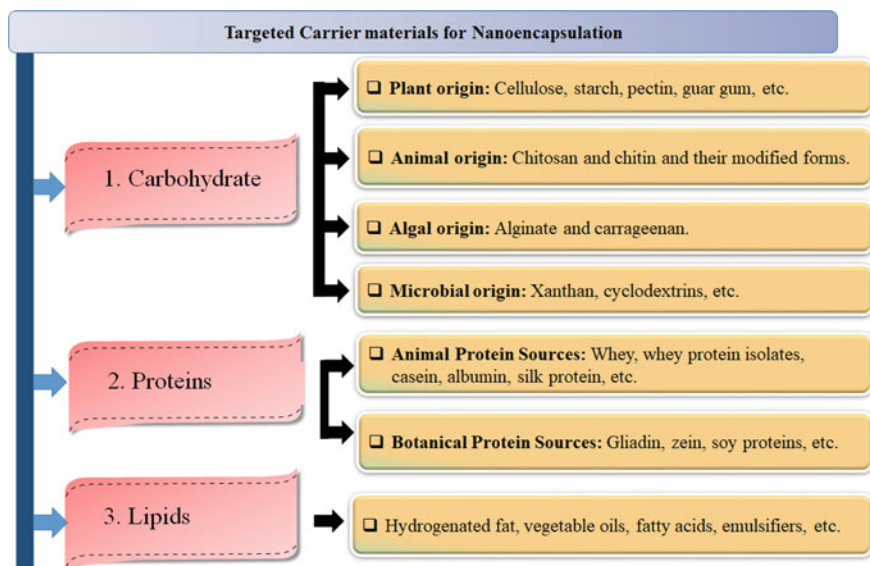 Targeted Carrier materials for Nanoencapsulation
1. Carbohydrate
❑ Plant origin: Cellulose, starch, pectin, guar gum, etc.
❑ Animal origin: Chitosan and chitin and their modified forms.
❑ Algal origin: Alginate and carrageenan.
❑ Microbial origin: Xanthan, cyclodextrins, etc.
2. Proteins
❑ Animal Protein Sources: Whey, whey protein isolates,
casein, albumin, silk protein, etc.
❑ Botanical Protein Sources: Gliadin, zein, soy proteins, etc.
3. Lipids
❑ Hydrogenated fat, vegetable oils, fatty acids, emulsifiers, etc.